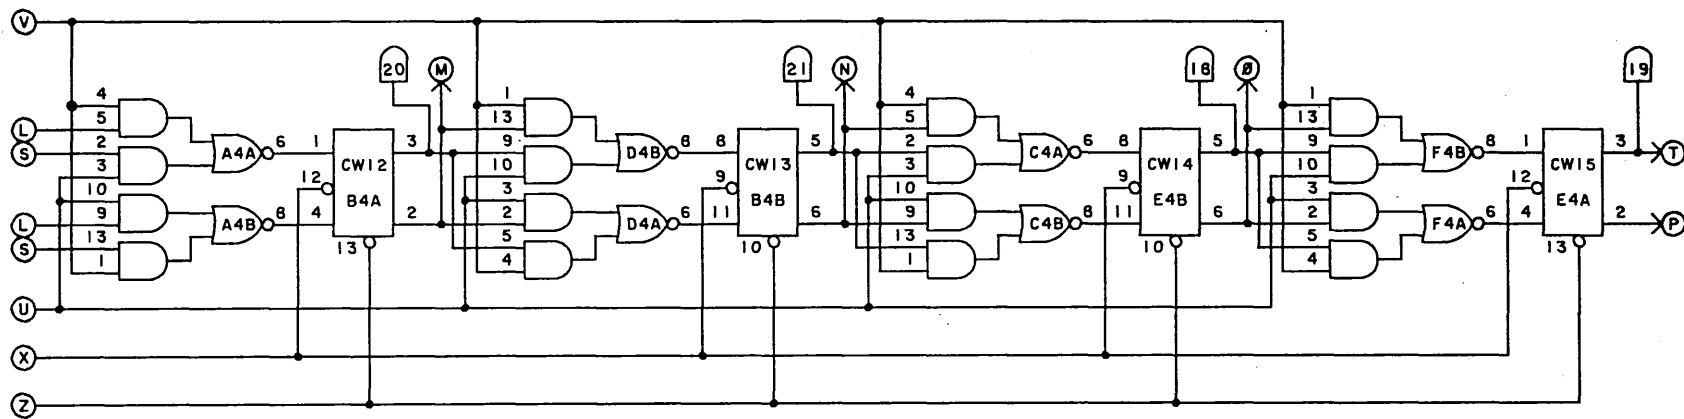 V
20 M 21 N 18 Ø 19
4 1 4 1
L 5 13 5 13
S 2 A4A 6 1 CW12 3 9 D4B 8 8 CW13 5 2 C4A 6 8 CW14 5 9 F4B 8 1 CW15 3 T
3 10 3 10
12 9 9 12
10 B4A 3 B4B 10 E4B 3 E4A
L 9 A4B 8 4 2 2 D4A 6 11 6 9 C4B 8 11 6 2 F4A 6 4 2 P
S 13 5 13 5
1 13 4 10 1 10 4 13
U
X
Z